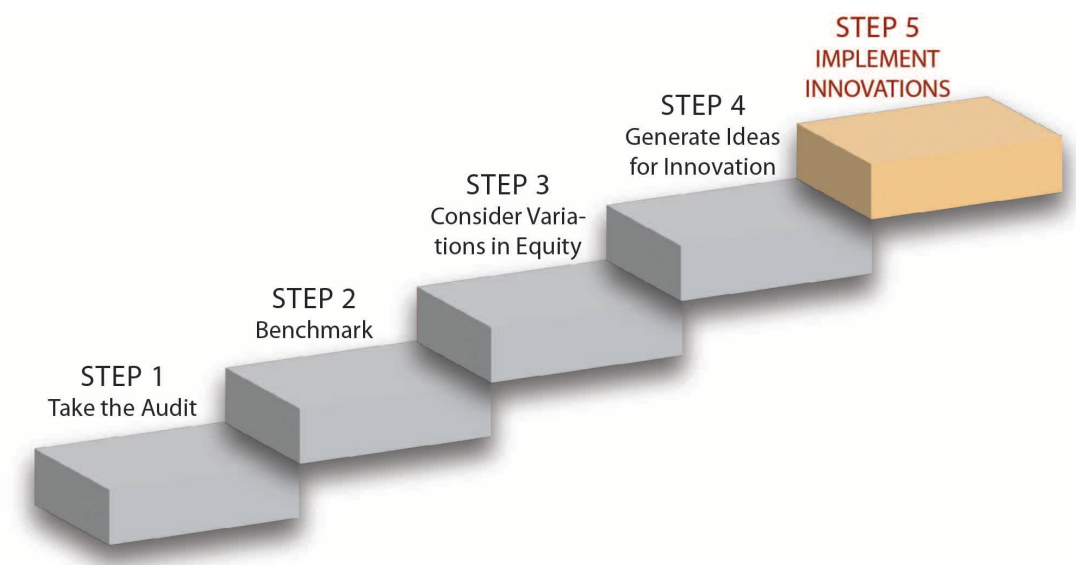 STEP 1
Take the Audit
STEP 2
Benchmark
STEP 3
Consider Varia-
tions in Equity
STEP 4
Generate Ideas
for Innovation
STEP 5
IMPLEMENT
INNOVATIONS